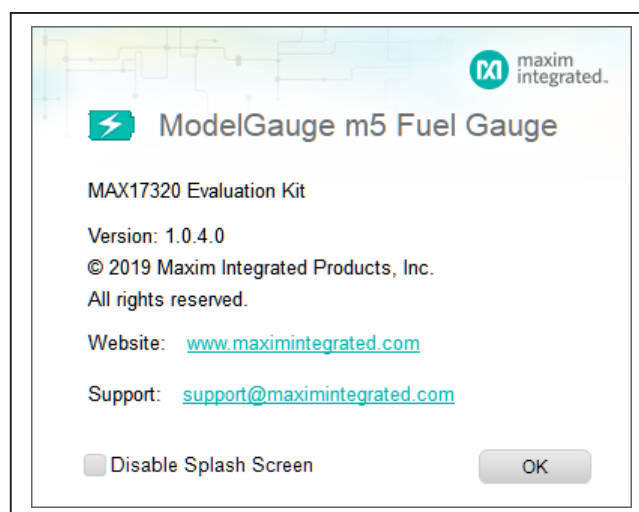 maxim
integrated™
ModelGauge m5 Fuel Gauge
MAX17320 Evaluation Kit
Version: 1.0.4.0
© 2019 Maxim Integrated Products, Inc.
All rights reserved.
Website: www.maximintegrated.com
Support: support@maximintegrated.com
Disable Splash Screen
OK